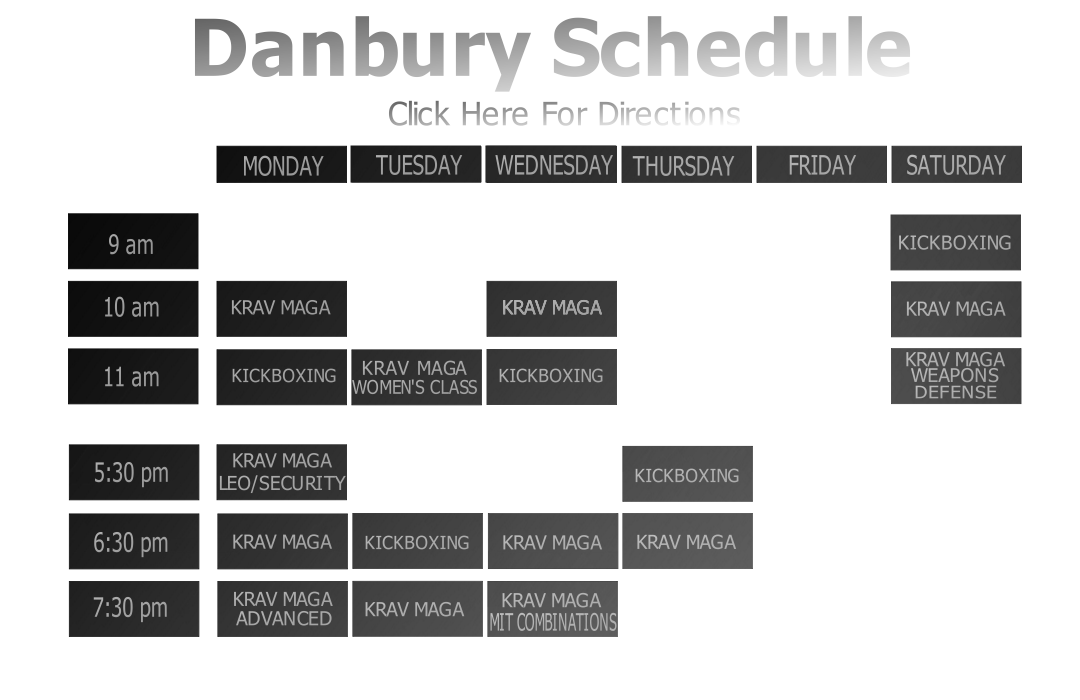 Danbury Schedule
Click Here For Directions
MONDAY TUESDAY WEDNESDAY THURSDAY FRIDAY SATURDAY
9 am KICKBOXING
10 am KRAV MAGA KRAV MAGA KRAV MAGA
11 am KICKBOXING KRAV MAGA
WOMEN'S CLASS KICKBOXING KRAV MAGA
WEAPONS
DEFENSE
5:30 pm KRAV MAGA
LEO/SECURITY KICKBOXING
6:30 pm KRAV MAGA KICKBOXING KRAV MAGA KRAV MAGA
7:30 pm KRAV MAGA
ADVANCED KRAV MAGA KRAV MAGA
MIT COMBINATIONS